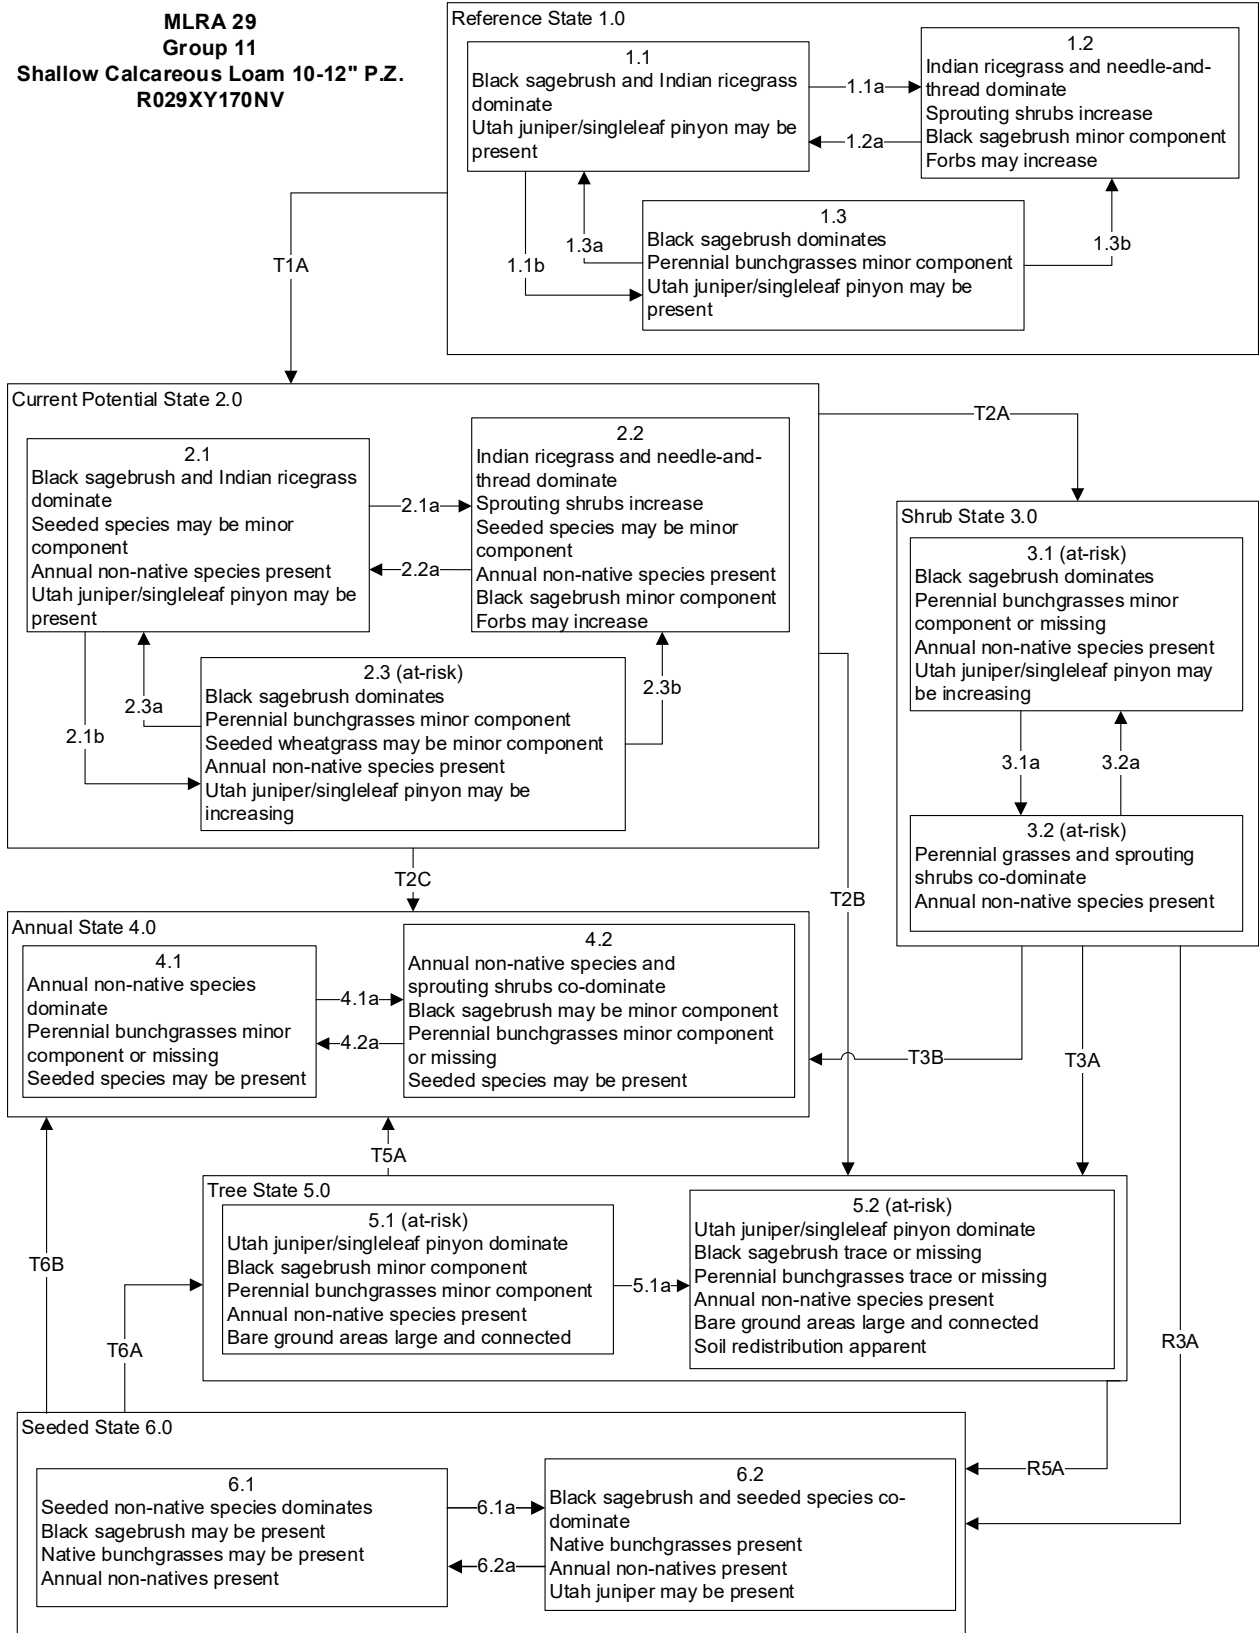 MLRA 29
Group 11
Shallow Calcareous Loam 10-12" P.Z.
R029XY170NV
Reference State 1.0
1.1
Black sagebrush and Indian ricegrass
dominate
Utah juniper/singleleaf pinyon may be
present
1.1a
1.2a
1.2
Indian ricegrass and needle-and-
thread dominate
Sprouting shrubs increase
Black sagebrush minor component
Forbs may increase
1.1b
1.3a
1.3
Black sagebrush dominates
Perennial bunchgrasses minor component
Utah juniper/singleleaf pinyon may be
present
1.3b
T1A
Current Potential State 2.0
2.1
Black sagebrush and Indian ricegrass
dominate
Seeded species may be minor
component
Annual non-native species present
Utah juniper/singleleaf pinyon may be
present
2.1a
2.2a
2.2
Indian ricegrass and needle-and-
thread dominate
Sprouting shrubs increase
Seeded species may be minor
component
Annual non-native species present
Black sagebrush minor component
Forbs may increase
2.1b
2.3a
2.3 (at-risk)
Black sagebrush dominates
Perennial bunchgrasses minor component
Seeded wheatgrass may be minor component
Annual non-native species present
Utah juniper/singleleaf pinyon may be
increasing
2.3b
T2A
Shrub State 3.0
3.1 (at-risk)
Black sagebrush dominates
Perennial bunchgrasses minor
component or missing
Annual non-native species present
Utah juniper/singleleaf pinyon may
be increasing
3.1a
3.2a
3.2 (at-risk)
Perennial grasses and sprouting
shrubs co-dominate
Annual non-native species present
T2C
T2B
Annual State 4.0
4.1
Annual non-native species
dominate
Perennial bunchgrasses minor
component or missing
Seeded species may be present
4.1a
4.2a
4.2
Annual non-native species and
sprouting shrubs co-dominate
Black sagebrush may be minor component
Perennial bunchgrasses minor component
or missing
Seeded species may be present
T3B
T3A
T5A
Tree State 5.0
5.1 (at-risk)
Utah juniper/singleleaf pinyon dominate
Black sagebrush minor component
Perennial bunchgrasses minor component
Annual non-native species present
Bare ground areas large and connected
5.1a
5.2 (at-risk)
Utah juniper/singleleaf pinyon dominate
Black sagebrush trace or missing
Perennial bunchgrasses trace or missing
Annual non-native species present
Bare ground areas large and connected
Soil redistribution apparent
T6B
T6A
R3A
R5A
Seeded State 6.0
6.1
Seeded non-native species dominates
Black sagebrush may be present
Native bunchgrasses may be present
Annual non-natives present
6.1a
6.2a
6.2
Black sagebrush and seeded species co-
dominate
Native bunchgrasses present
Annual non-natives present
Utah juniper may be present